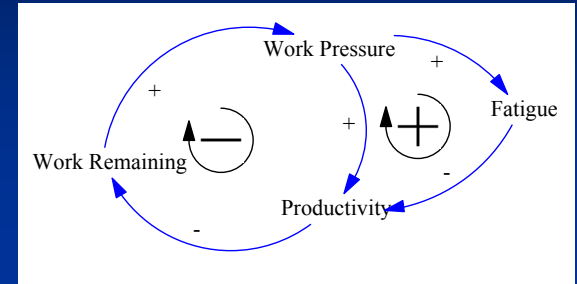 Work Pressure
+
+
Fatigue
+
−
+
Work Remaining
-
Productivity
-